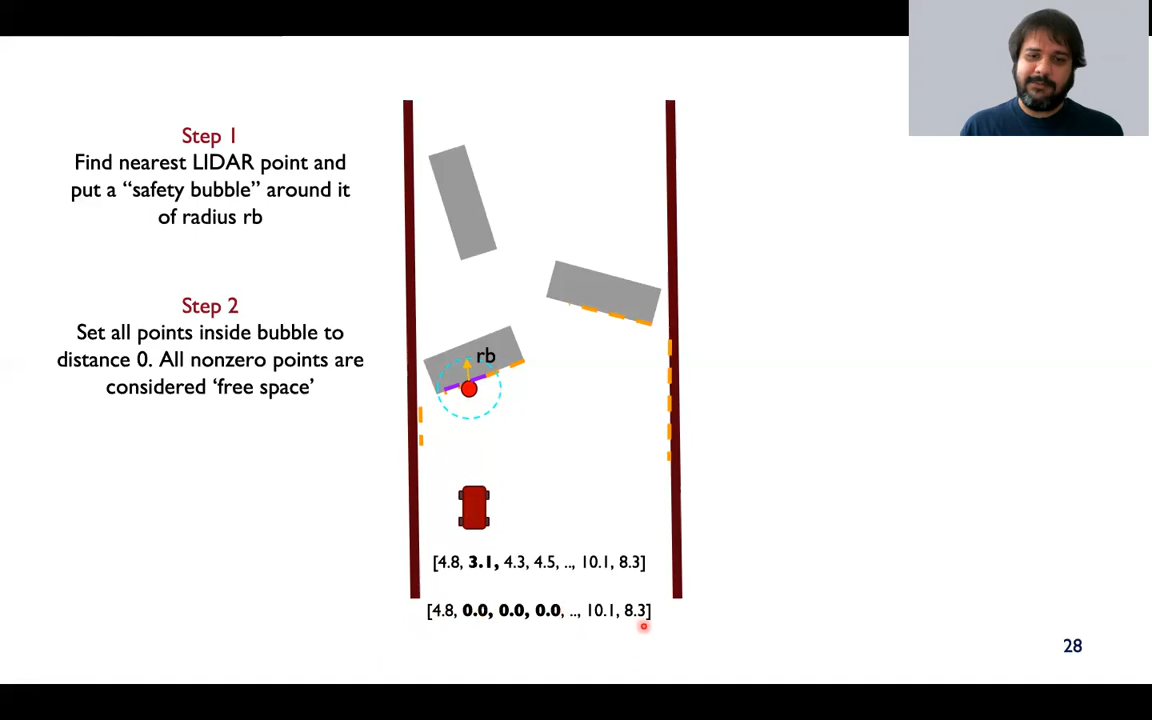 Step 1
Find nearest LIDAR point and
put a “safety bubble” around it
of radius rb
Step 2
Set all points inside bubble to
distance 0. All nonzero points are
considered ‘free space’
rb
[4.8, 3.1, 4.3, 4.5, .., 10.1, 8.3]
[4.8, 0.0, 0.0, 0.0, .., 10.1, 8.3]
28